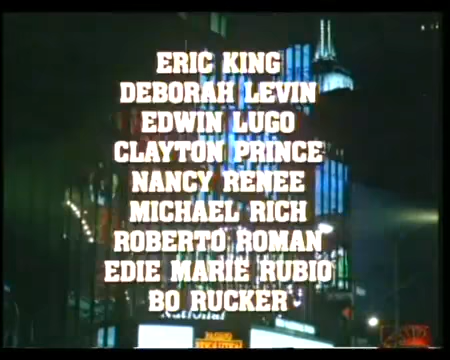 ERIC KING
DEBORAH LEVIN
EDWIN LUGO
CLAYTON PRINCE
NANCY RENEE
MICHAEL RICH
ROBERTO ROMAN
EDIE MARIE RUBIO
BO RUCKER
National